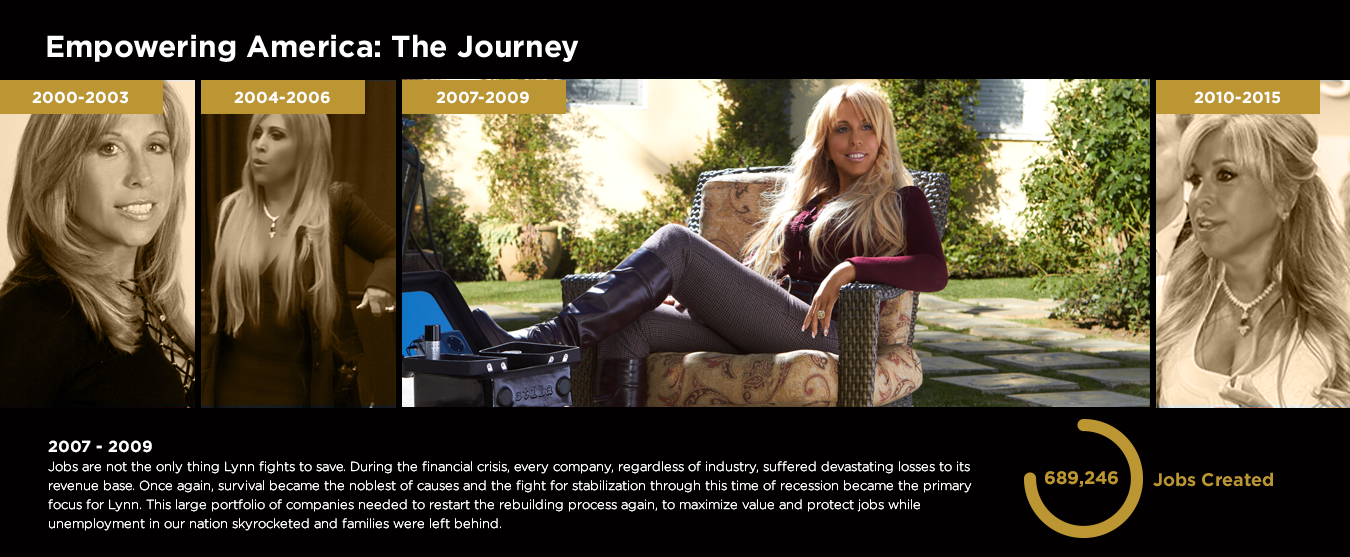 Empowering America: The Journey
2000-2003
2004-2006
2007-2009
2010-2015
stila
2007 - 2009
Jobs are not the only thing Lynn fights to save. During the financial crisis, every company, regardless of industry, suffered devastating losses to its
revenue base. Once again, survival became the noblest of causes and the fight for stabilization through this time of recession became the primary
focus for Lynn. This large portfolio of companies needed to restart the rebuilding process again, to maximize value and protect jobs while
unemployment in our nation skyrocketed and families were left behind.
689,246
Jobs Created